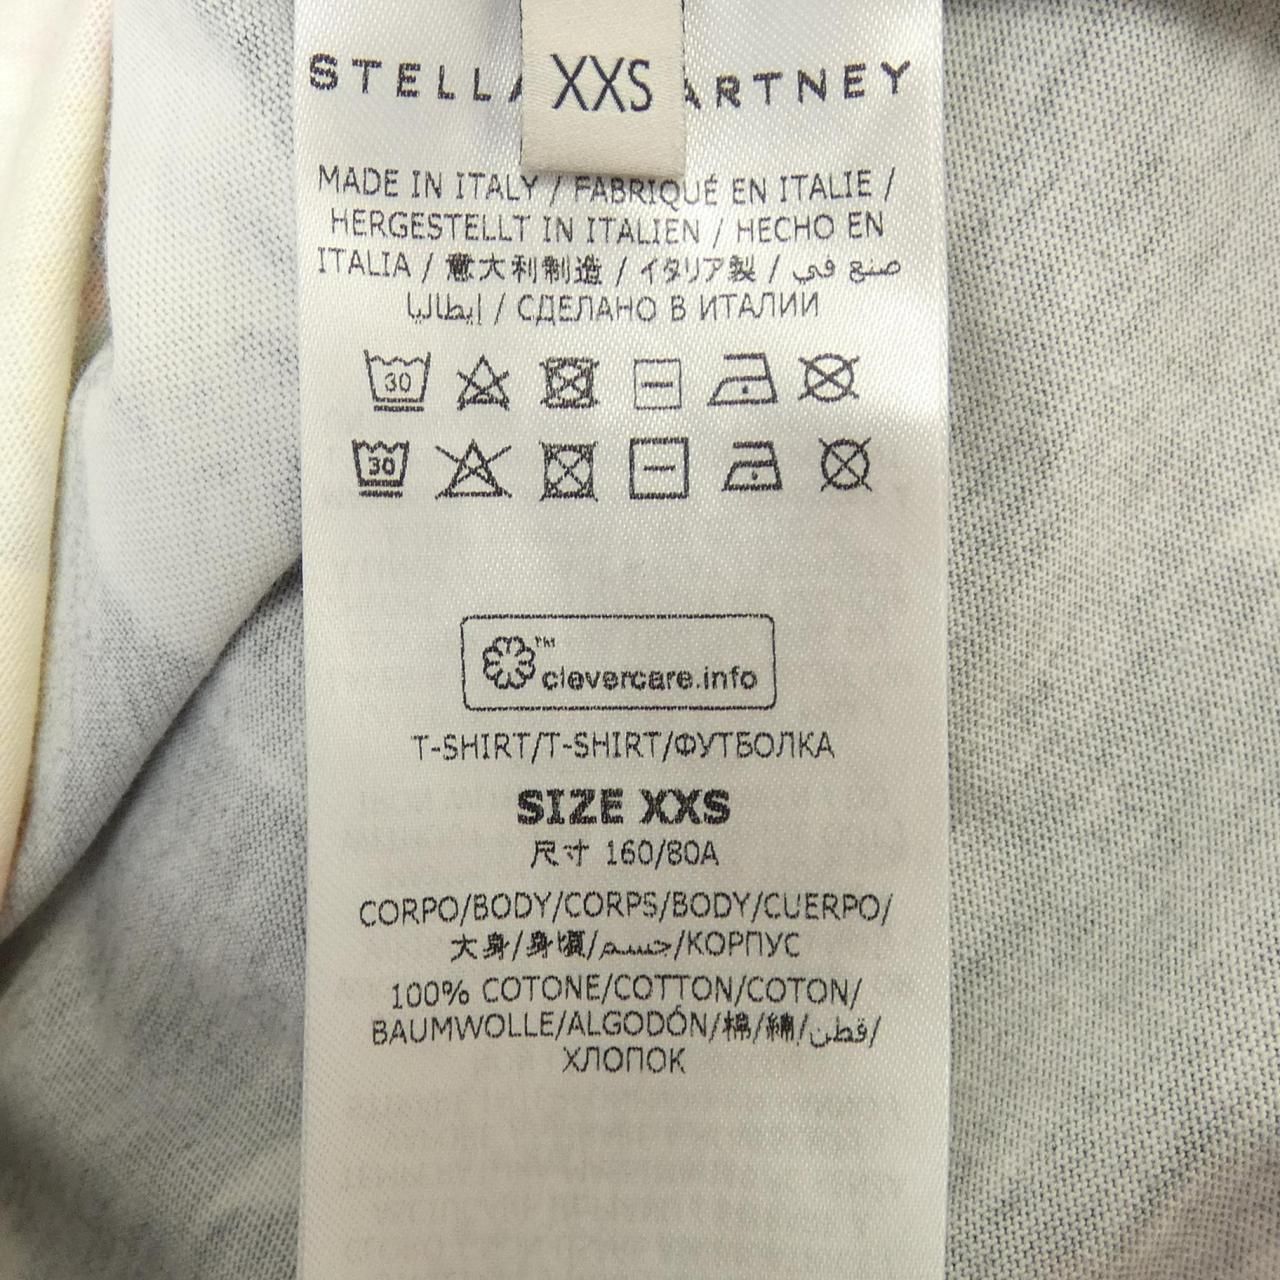 STELLA
XXS
ARTNEY
MADE IN ITALY / FABRIQUÉ EN ITALIE /
HERGESTELLT IN ITALIEN / HECHO EN
ITALIA / 意大利制造 / イタリア製 / صنع في
إيطاليا / СДЕЛАНО В ИТАЛИИ
30
30
™
clevercare.info
T-SHIRT/T-SHIRT/ФУТБОЛКА
SIZE XXS
尺寸 160/80A
CORPO/BODY/CORPS/BODY/CUERPO/
大身/身頃/جسم/КОРПУС
100% COTONE/COTTON/COTON/
BAUMWOLLE/ALGODÓN/棉/綿/قطن/
ХЛОПОК